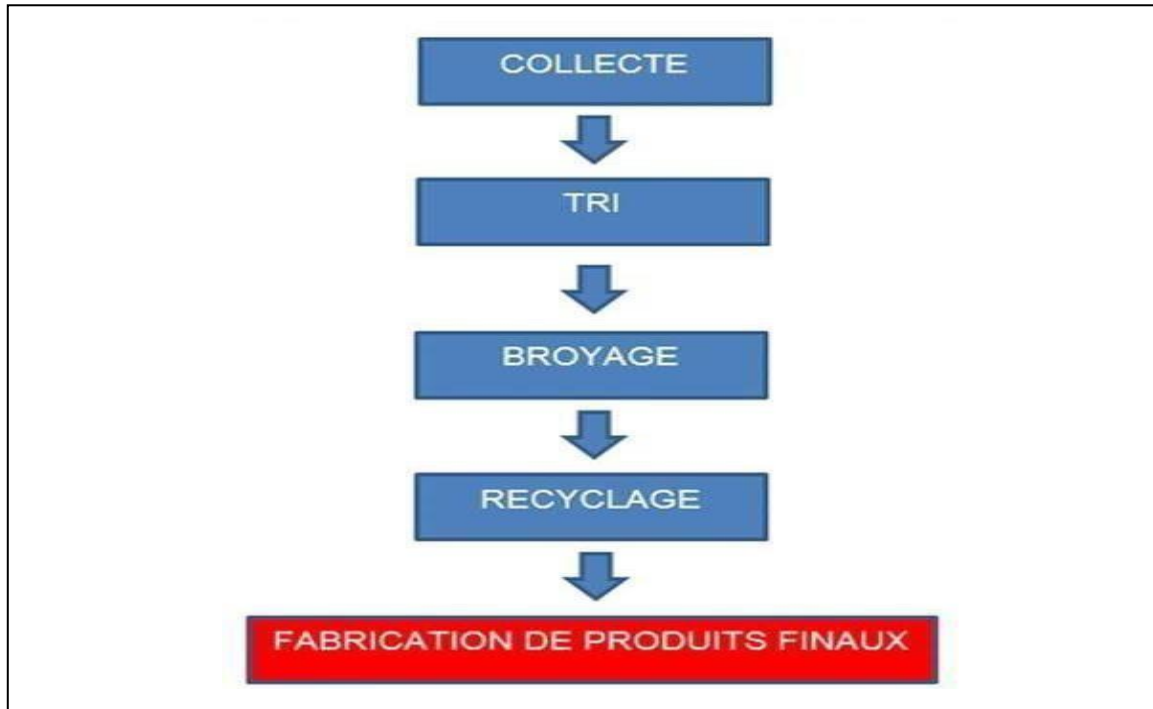 COLLECTE
TRI
BROYAGE
RECYCLAGE
FABRICATION DE PRODUITS FINAUX